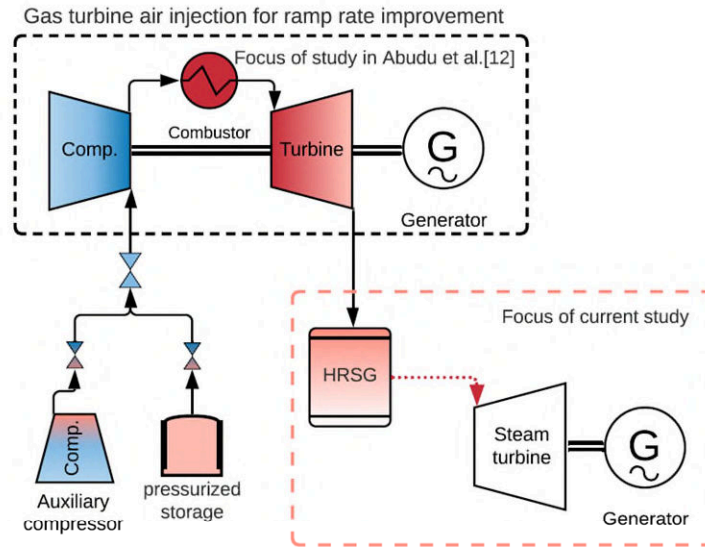 Gas turbine air injection for ramp rate improvement
Focus of study in Abudu et al.[12]
Combustor
Comp.
Turbine
G
Generator
Focus of current study
HRSG
Steam
turbine
G
Generator
Comp.
Auxiliary
compressor
pressurized
storage